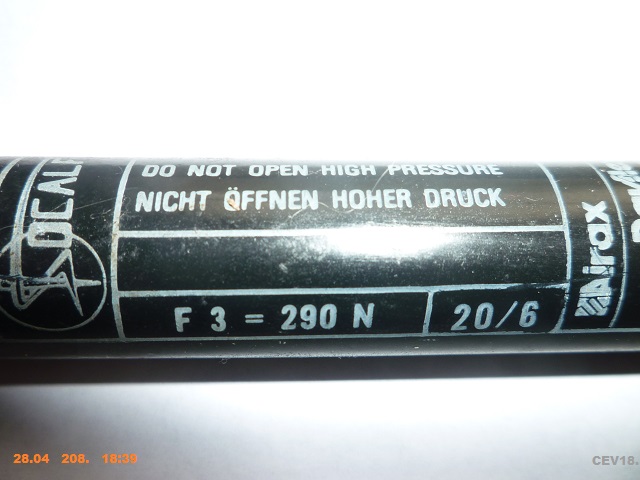 DO NOT OPEN HIGH PRESSURE
NICHT ÖFFNEN HOHER DRUCK
F 3 = 290 N
20/6
Airax
28.04 208. 18:39
CEV18.